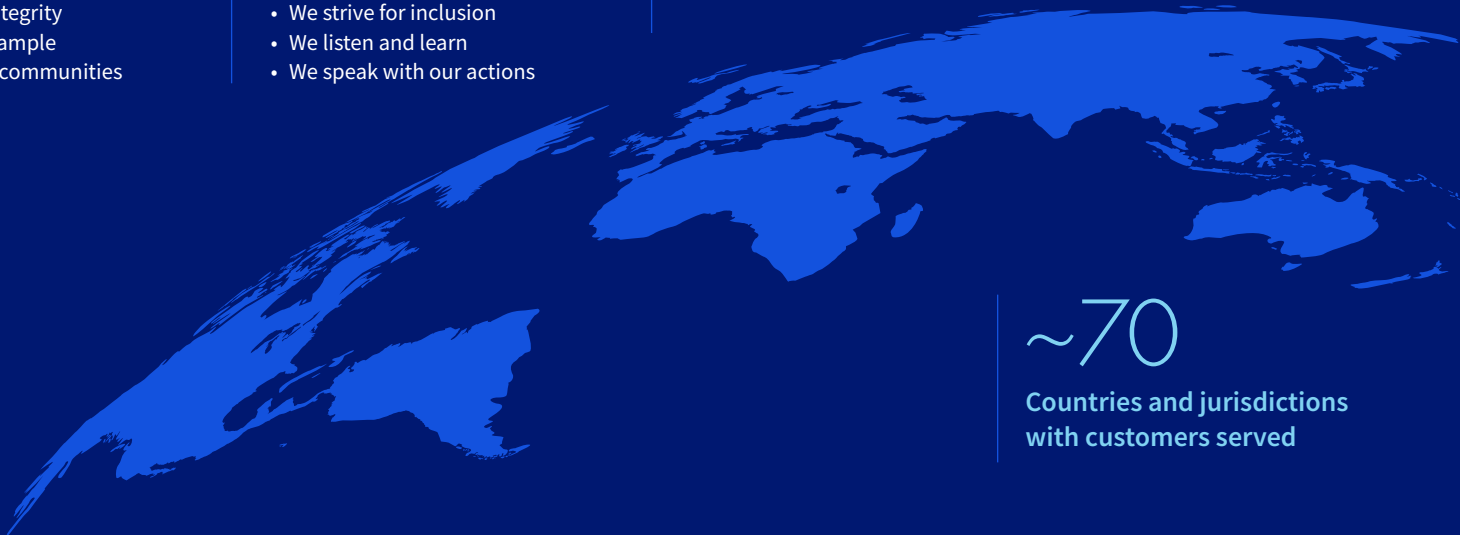 tegrity
ample
communities
• We strive for inclusion
• We listen and learn
• We speak with our actions
~70
Countries and jurisdictions
with customers served